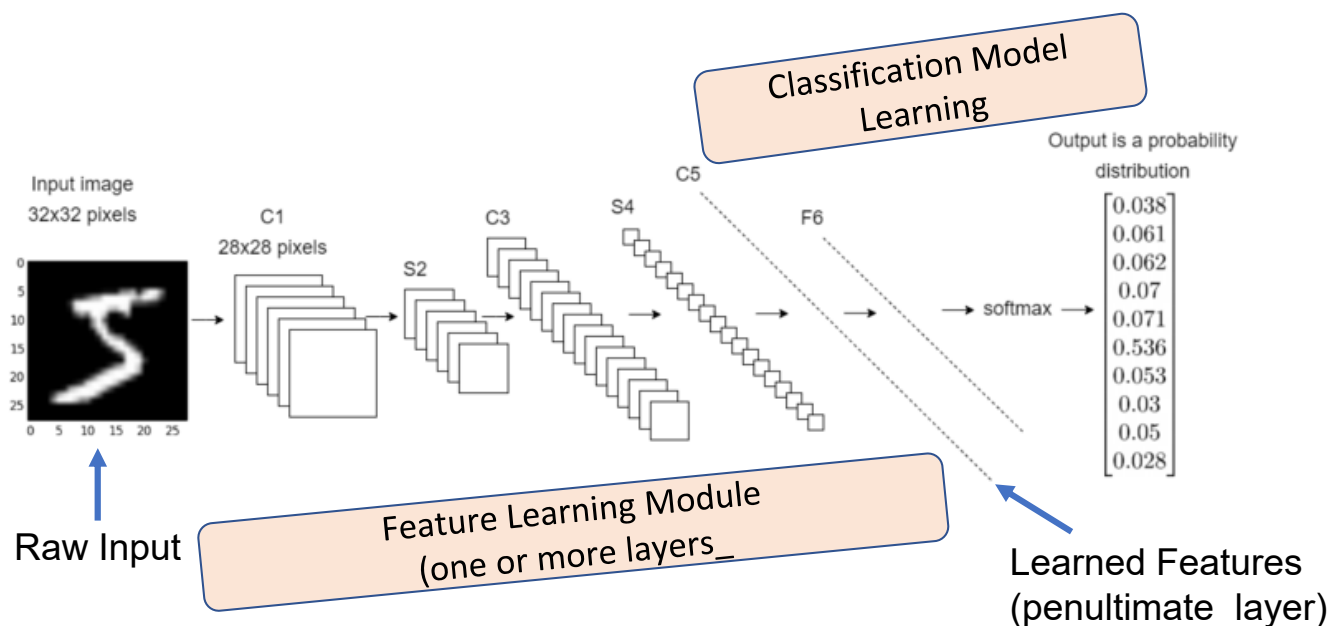 Classification Model
Learning
Output is a probability
distribution
Input image
32x32 pixels
C1
28x28 pixels
S2
C3
S4
C5
F6
softmax
0.038
0.061
0.062
0.07
0.071
0.536
0.053
0.03
0.05
0.028
0
5
10
15
20
25
0 5 10 15 20 25
Raw Input
Feature Learning Module
(one or more layers_
Learned Features
(penultimate layer)